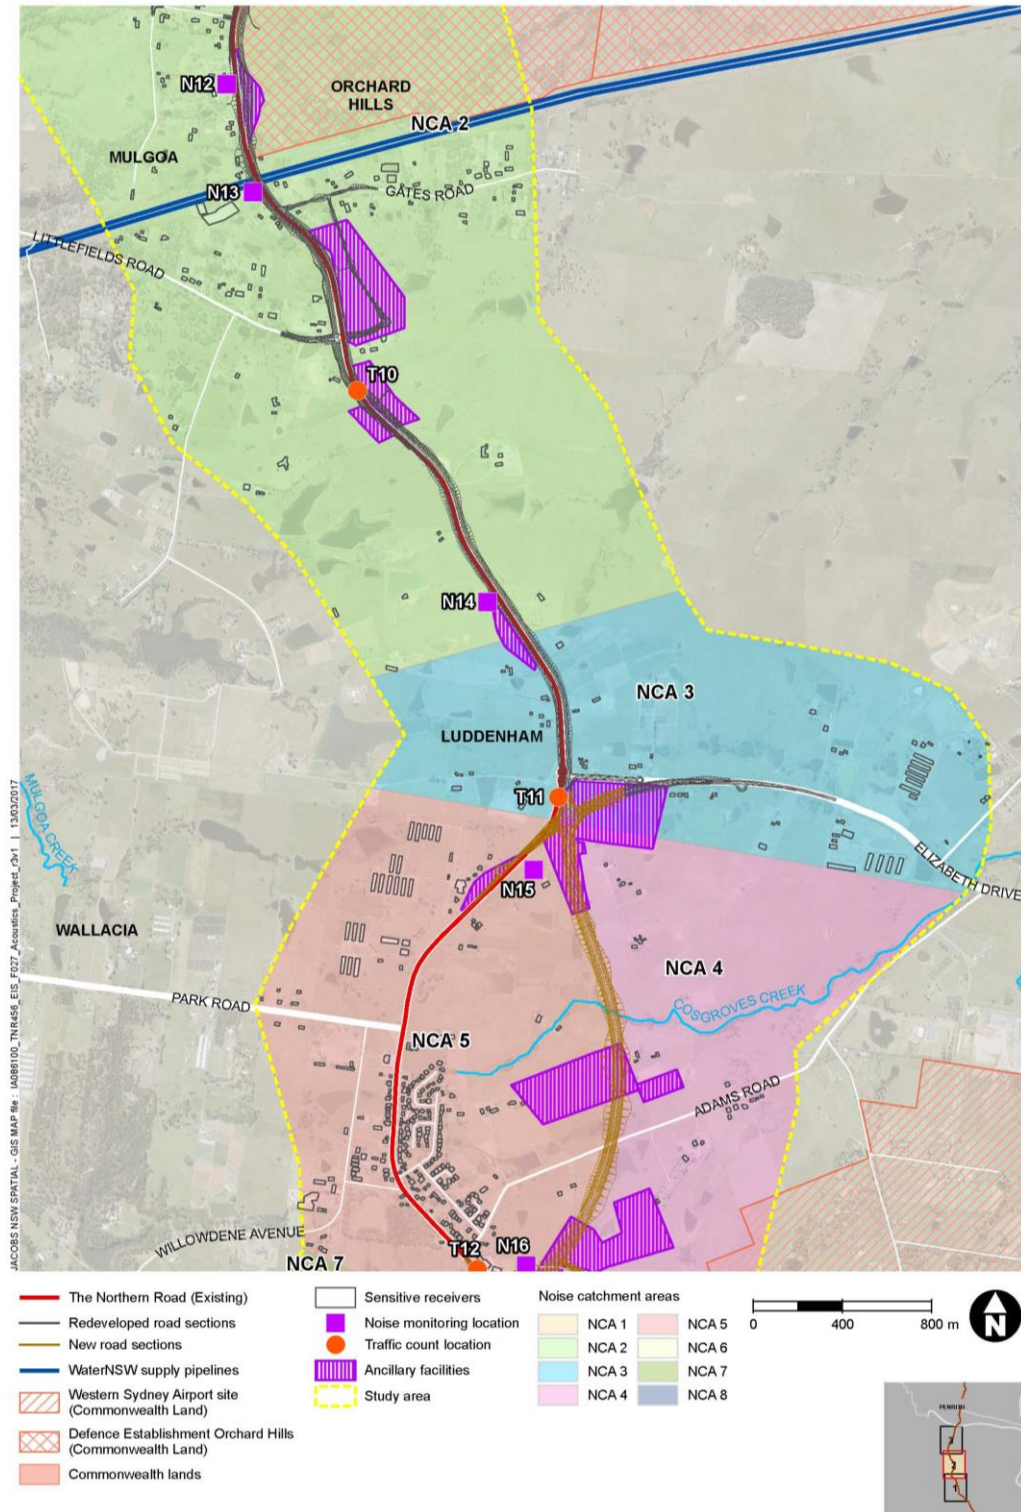 N12
ORCHARD
HILLS
NCA 2
MULGOA
N13
GATES ROAD
LITTLEFIELDS ROAD
T10
N14
NCA 3
LUDDENHAM
T11
MULGOA CREEK
ELIZABETH DRIVE
N15
WALLACIA
NCA 4
COSGROVES CREEK
PARK ROAD
NCA 5
ADAMS ROAD
WILLOWDENE AVENUE
T12
N16
NCA 7
JACOBS NSW SPATIAL - GIS MAP file : IA086100_TNR456_EIS_F027_Acoustics_Project_r3v1 | 13/03/2017
The Northern Road (Existing)
Redeveloped road sections
New road sections
WaterNSW supply pipelines
Western Sydney Airport site
(Commonwealth Land)
Defence Establishment Orchard Hills
(Commonwealth Land)
Commonwealth lands
Sensitive receivers
Noise monitoring location
Traffic count location
Ancillary facilities
Study area
Noise catchment areas
NCA 1
NCA 2
NCA 3
NCA 4
NCA 5
NCA 6
NCA 7
NCA 8
0 400 800 m
N
PENRITH
3
2
1